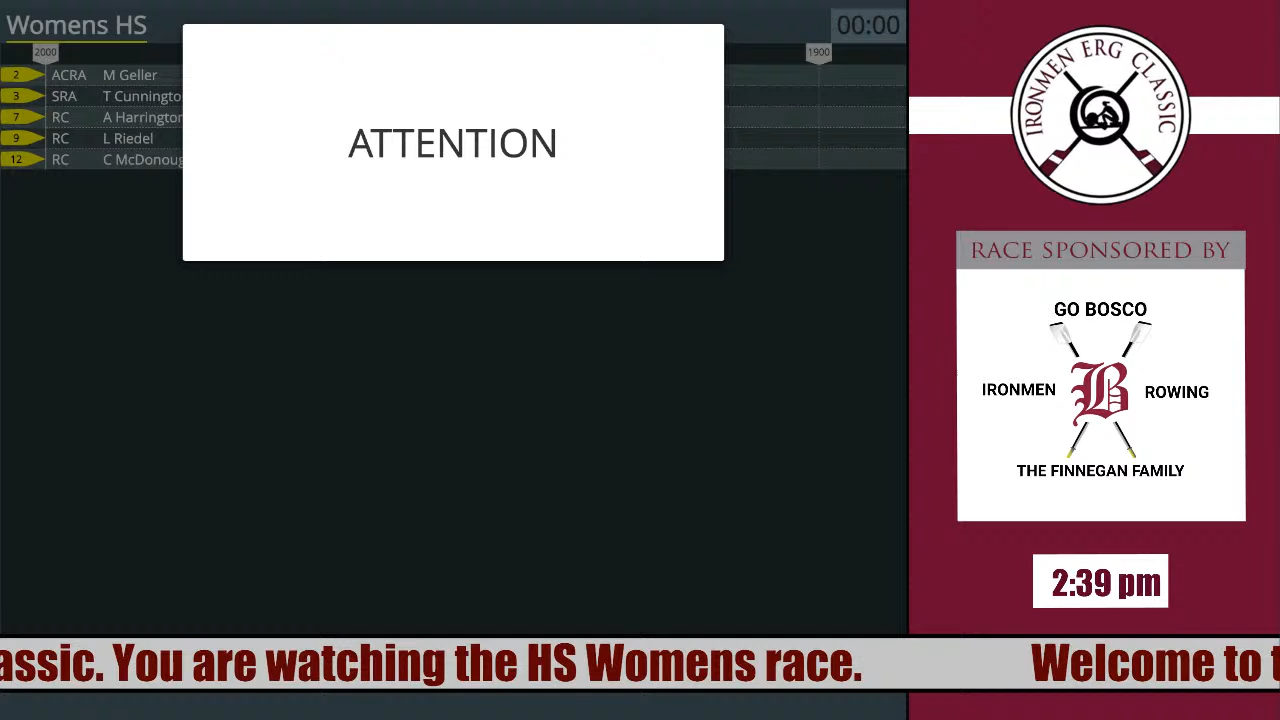 Womens HS
00:00
2000
1900
2 ACRA M Geller
3 SRA T Cunningto
7 RC A Harrington
9 RC L Riedel
12 RC C McDonoug
ATTENTION
IRONMEN ERG CLASSIC
RACE SPONSORED BY
GO BOSCO
IRONMEN B ROWING
THE FINNEGAN FAMILY
2:39 pm
assic. You are watching the HS Womens race. Welcome to t